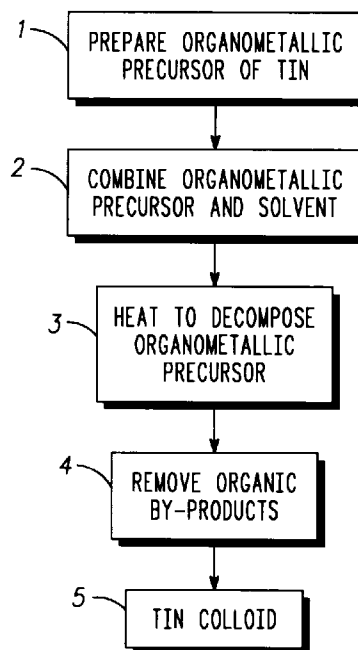 1
PREPARE ORGANOMETALLIC
PRECURSOR OF TIN
2
COMBINE ORGANOMETALLIC
PRECURSOR AND SOLVENT
3
HEAT TO DECOMPOSE
ORGANOMETALLIC
PRECURSOR
4
REMOVE ORGANIC
BY-PRODUCTS
5
TIN COLLOID